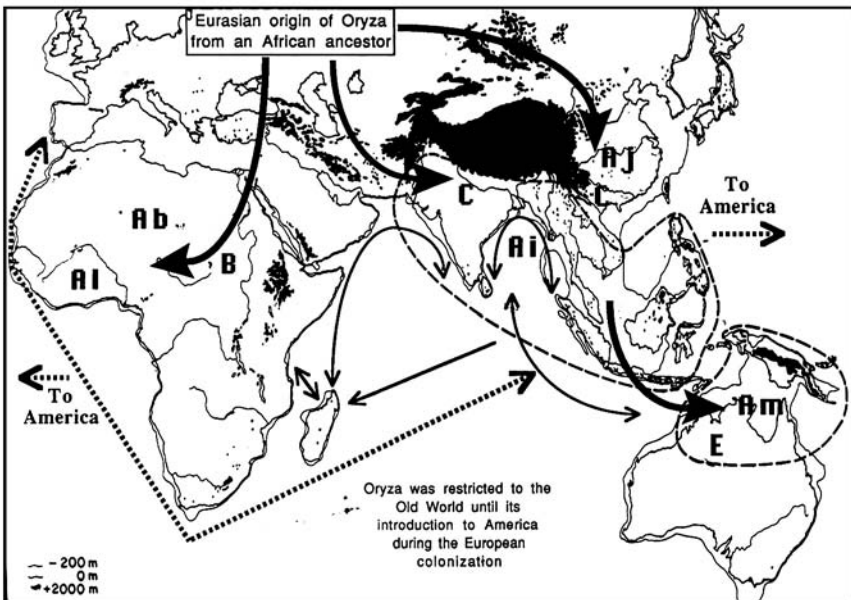 Eurasian origin of Oryza
from an African ancestor
Aj
C
L
To
America
Ab
Ai
B
Al
To
America
Am
E
Oryza was restricted to the
Old World until its
introduction to America
during the European
colonization
- 200 m
0 m
+2000 m